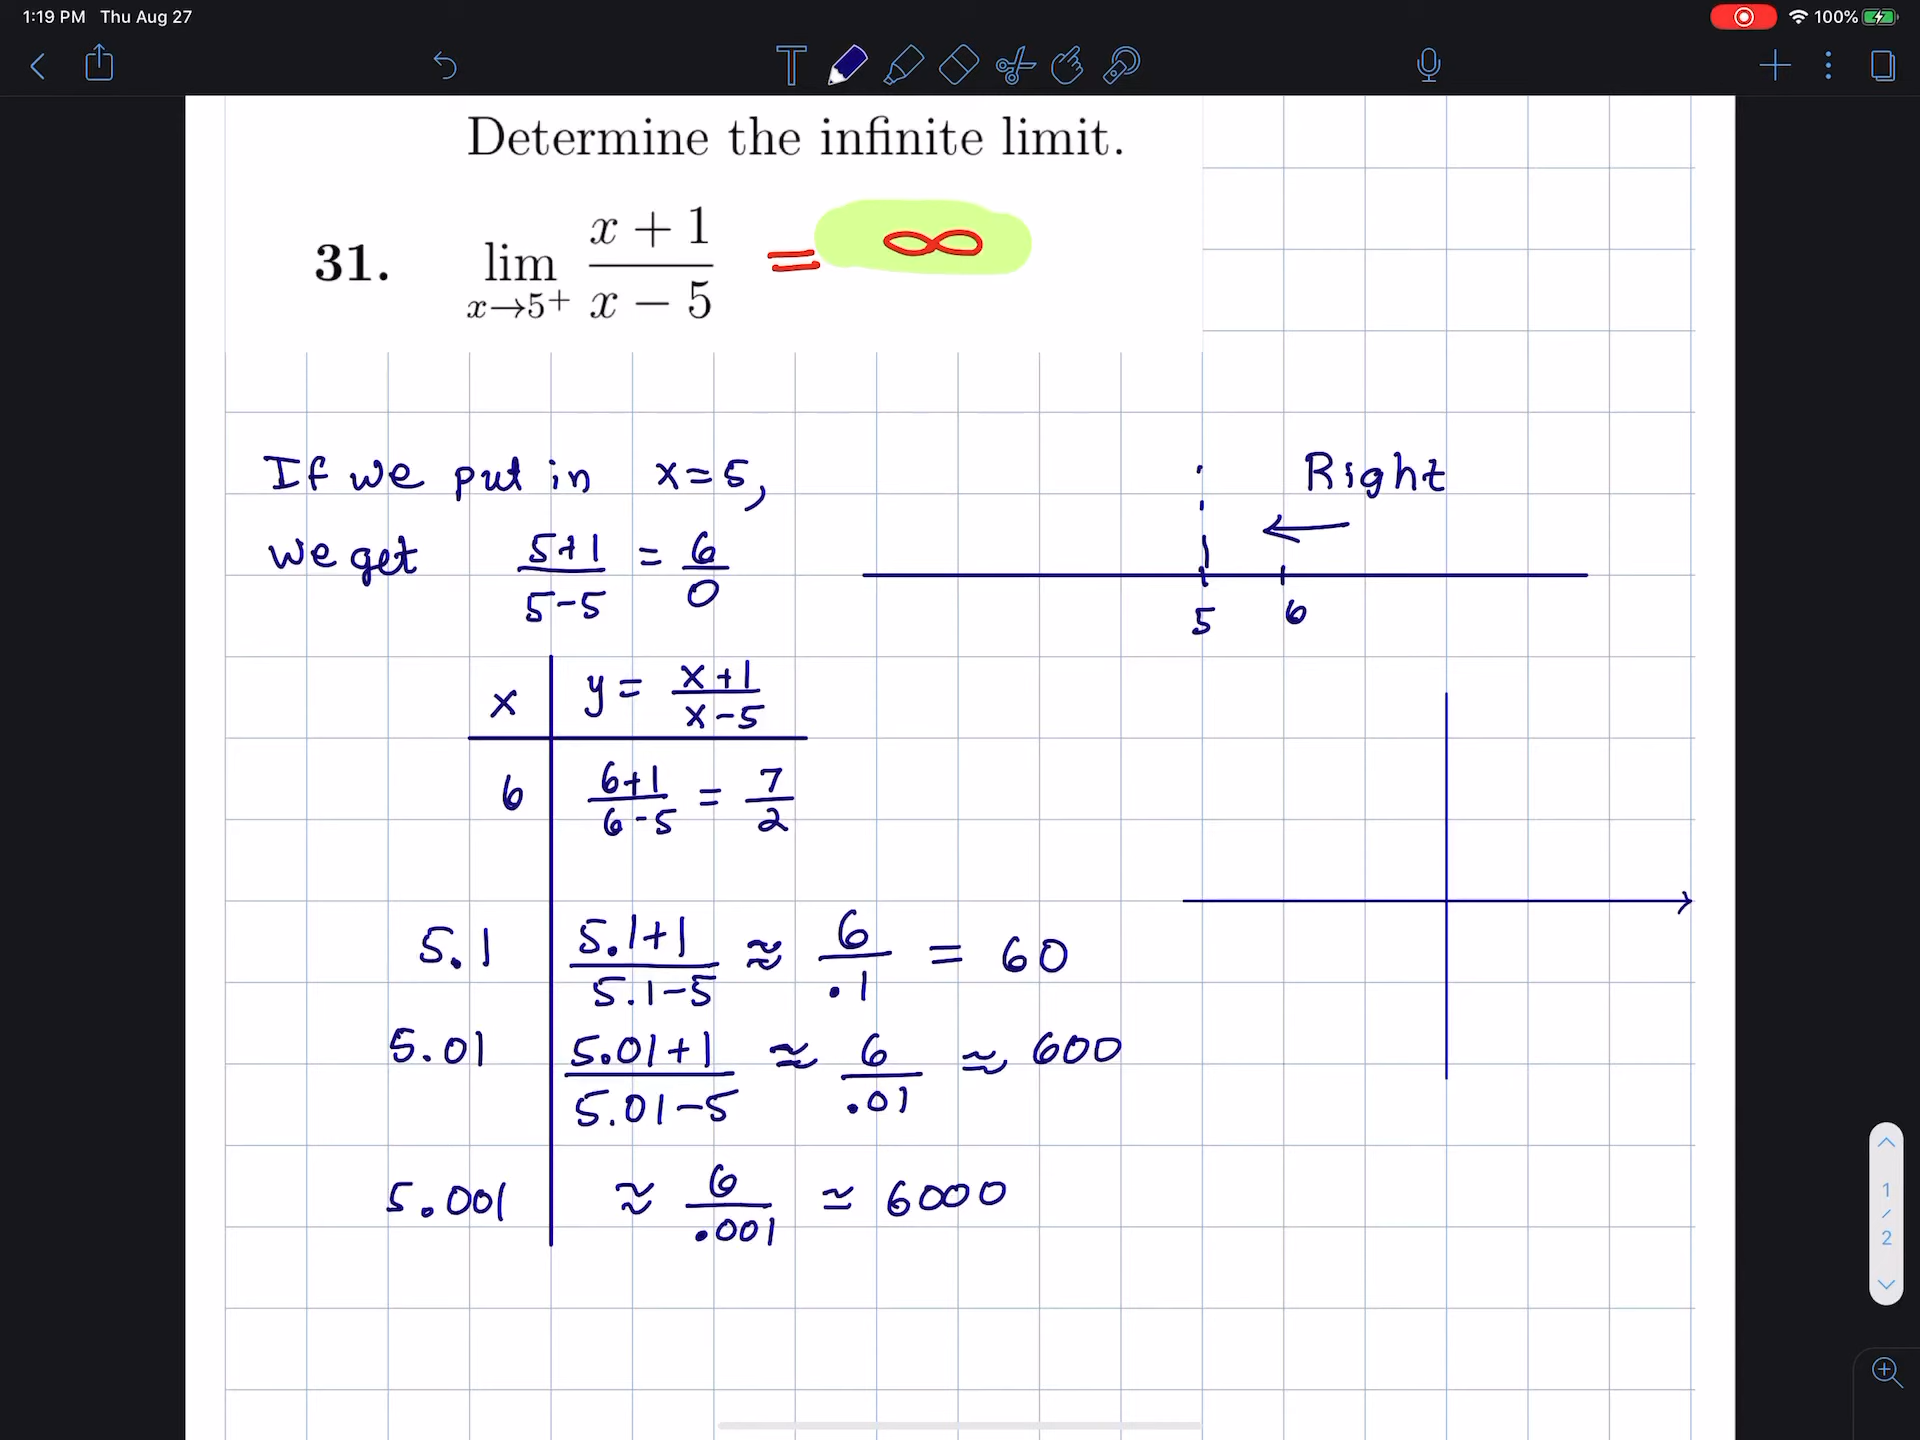 1:19 PM Thu Aug 27
100%
Determine the infinite limit.
31. lim x→5+ x + 1 / x − 5 = ∞
If we put in x=5,
we get 5+1 / 5-5 = 6 / 0
Right
5 6
x y = x+1 / x-5
6 6+1 / 6-5 = 7 / 2
5.1 5.1+1 / 5.1-5 ≈ 6 / .1 = 60
5.01 5.01+1 / 5.01-5 ≈ 6 / .01 ≈ 600
5.001 ≈ 6 / .001 ≈ 6000
1 / 2